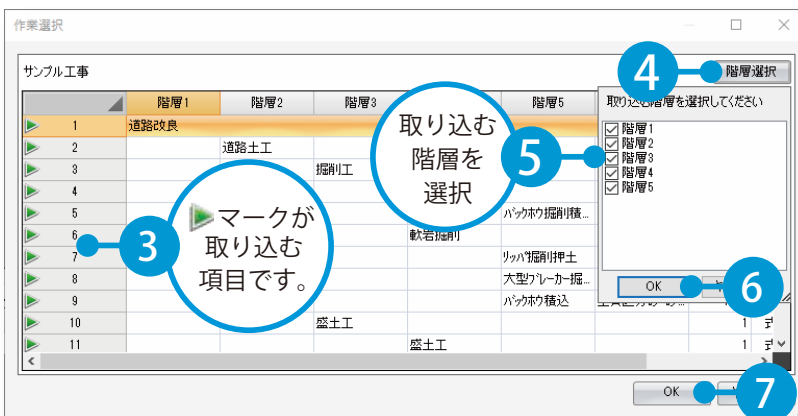 作業選択
サンプル工事
4
階層選択
階層1 階層2 階層3 階層5
取り込む階層を選択してください
階層1
階層2
階層3
階層4
階層5
OK
6
取り込む
階層を
選択
5
マークが
取り込む
項目です。
3
1 道路改良
2 道路土工
3 掘削工
4
5 バックホウ掘削積...
6 軟岩掘削
7 リッパ掘削押土
8 大型ブレーカー掘...
9 バックホウ積込
10 盛土工 1 式
11 盛土工 1 式
OK
7